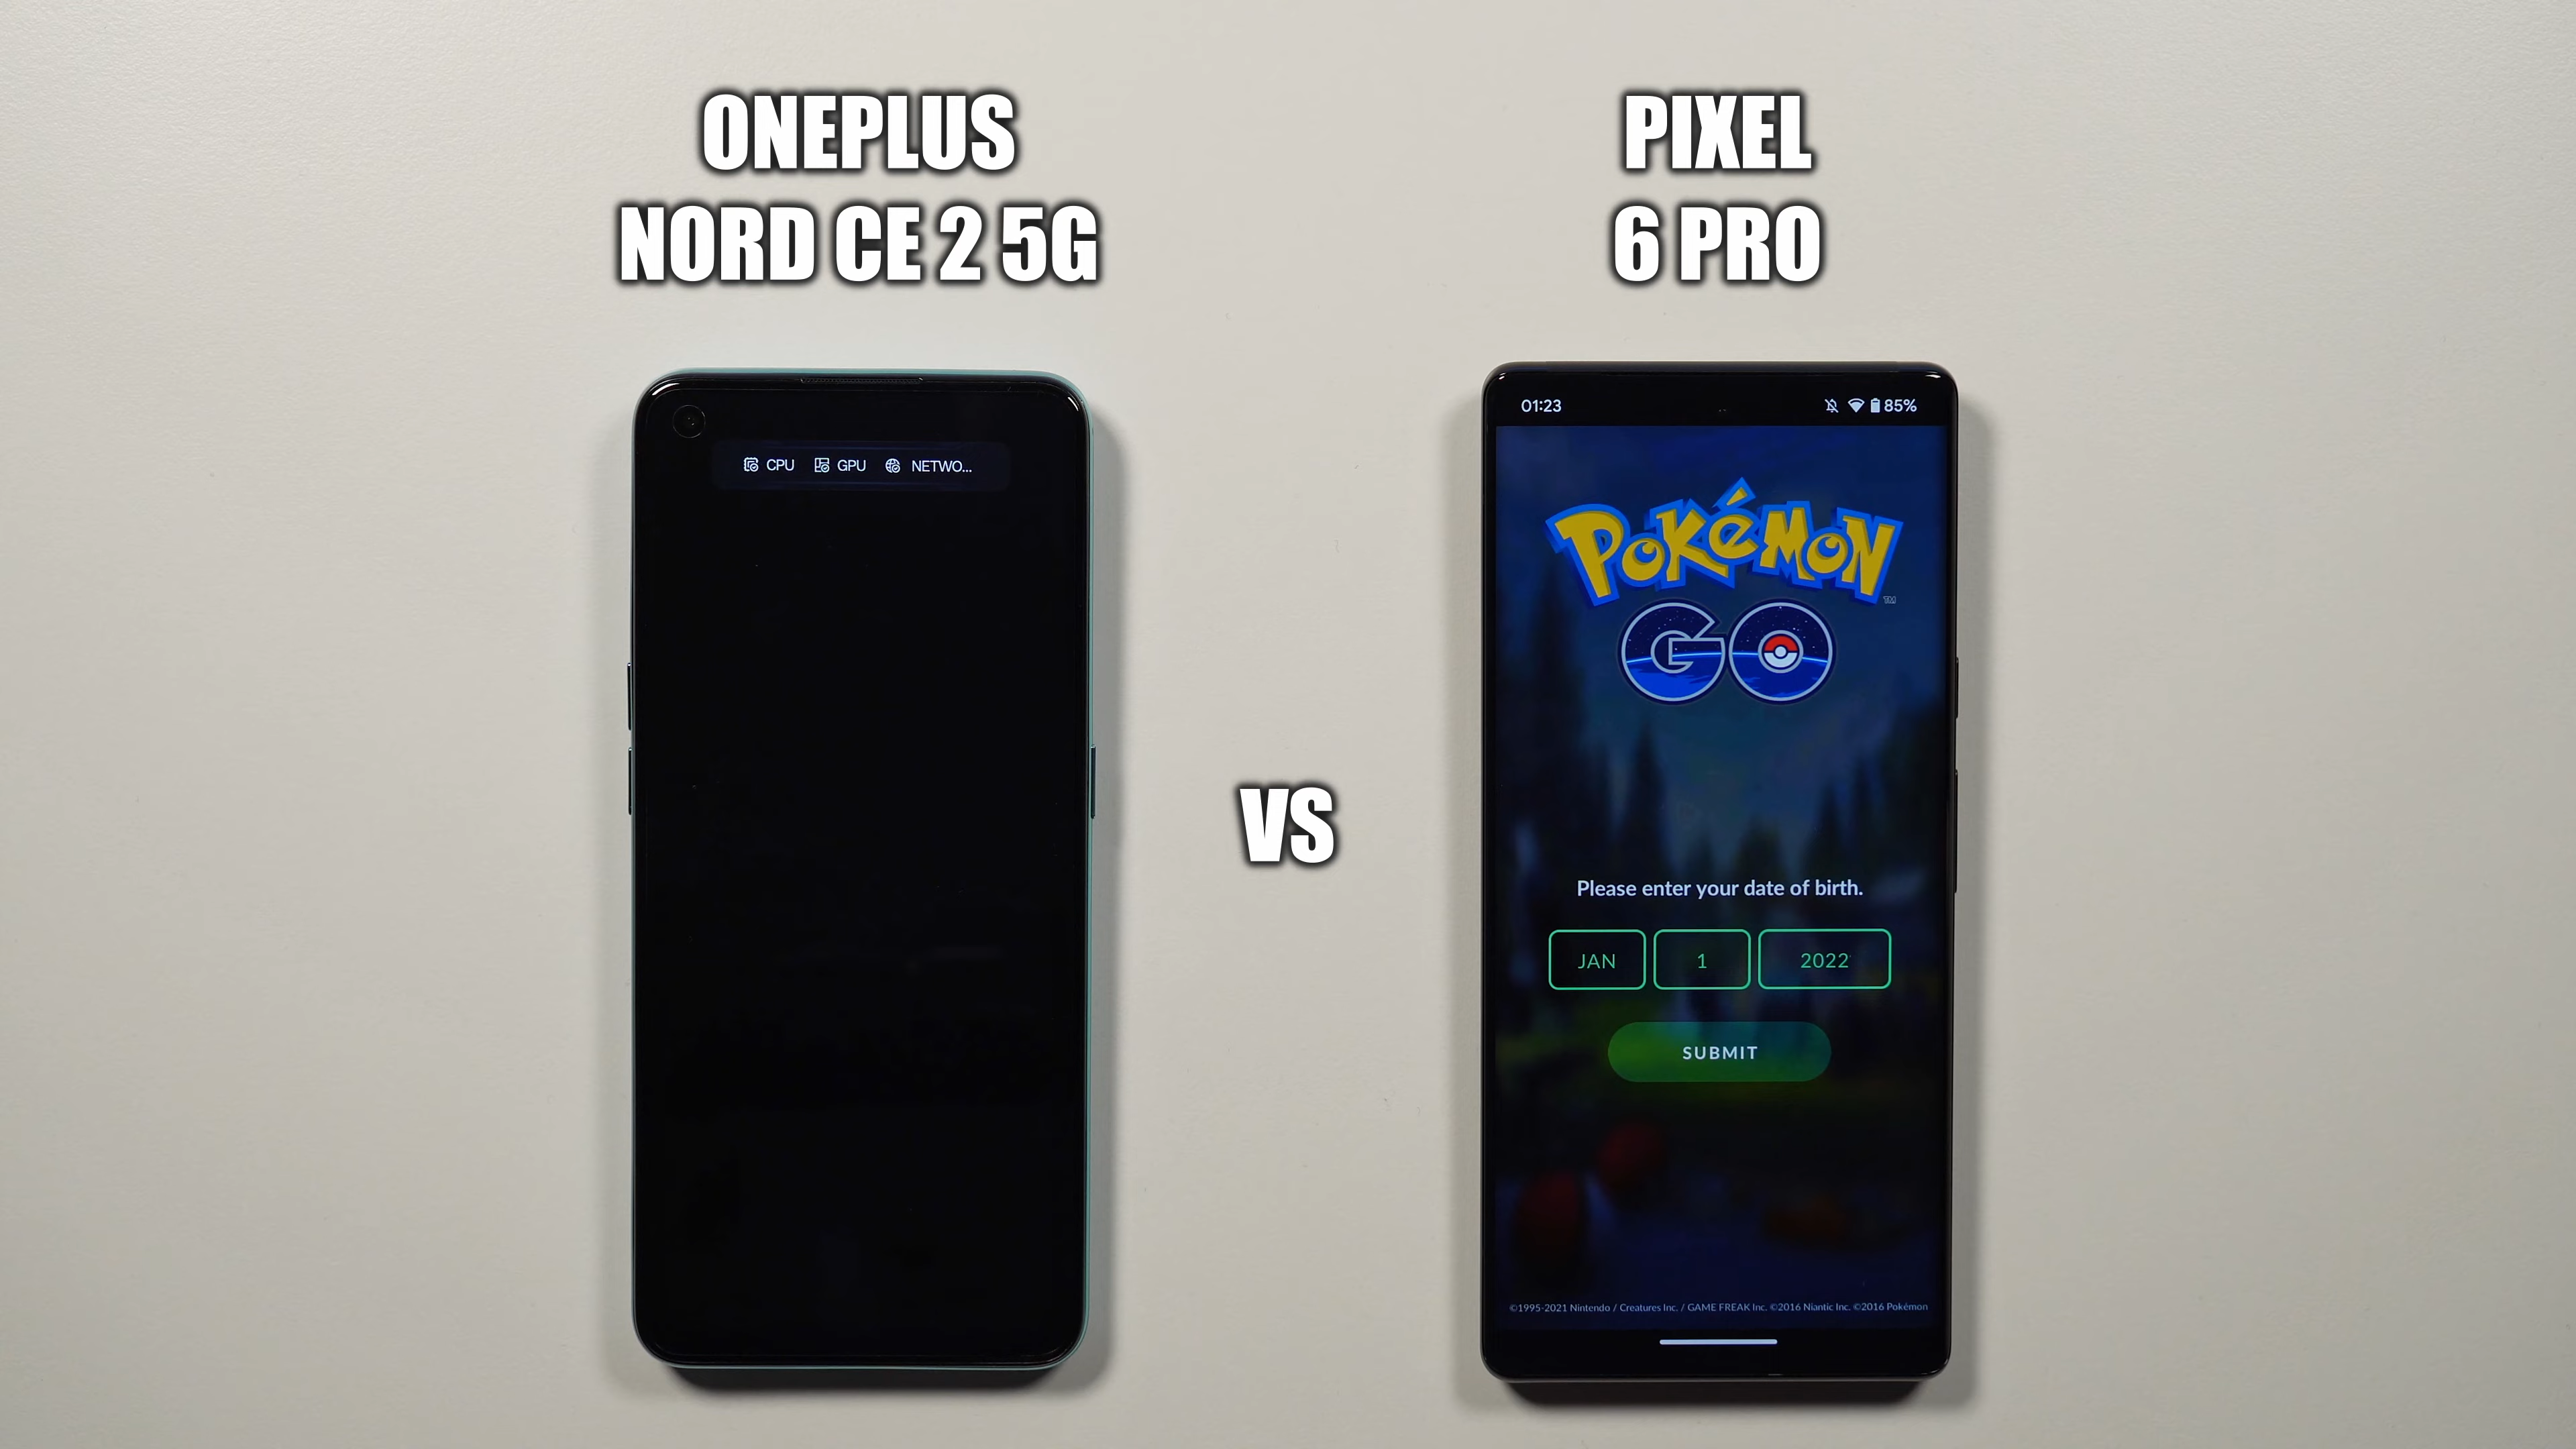 ONEPLUS
NORD CE 2 5G
PIXEL
6 PRO
CPU GPU NETWO...
VS
01:23
85%
POKéMON
TM
GO
Please enter your date of birth.
JAN 1 2022
SUBMIT
©1995-2021 Nintendo / Creatures Inc. / GAME FREAK Inc. ©2016 Niantic Inc. ©2016 Pokémon